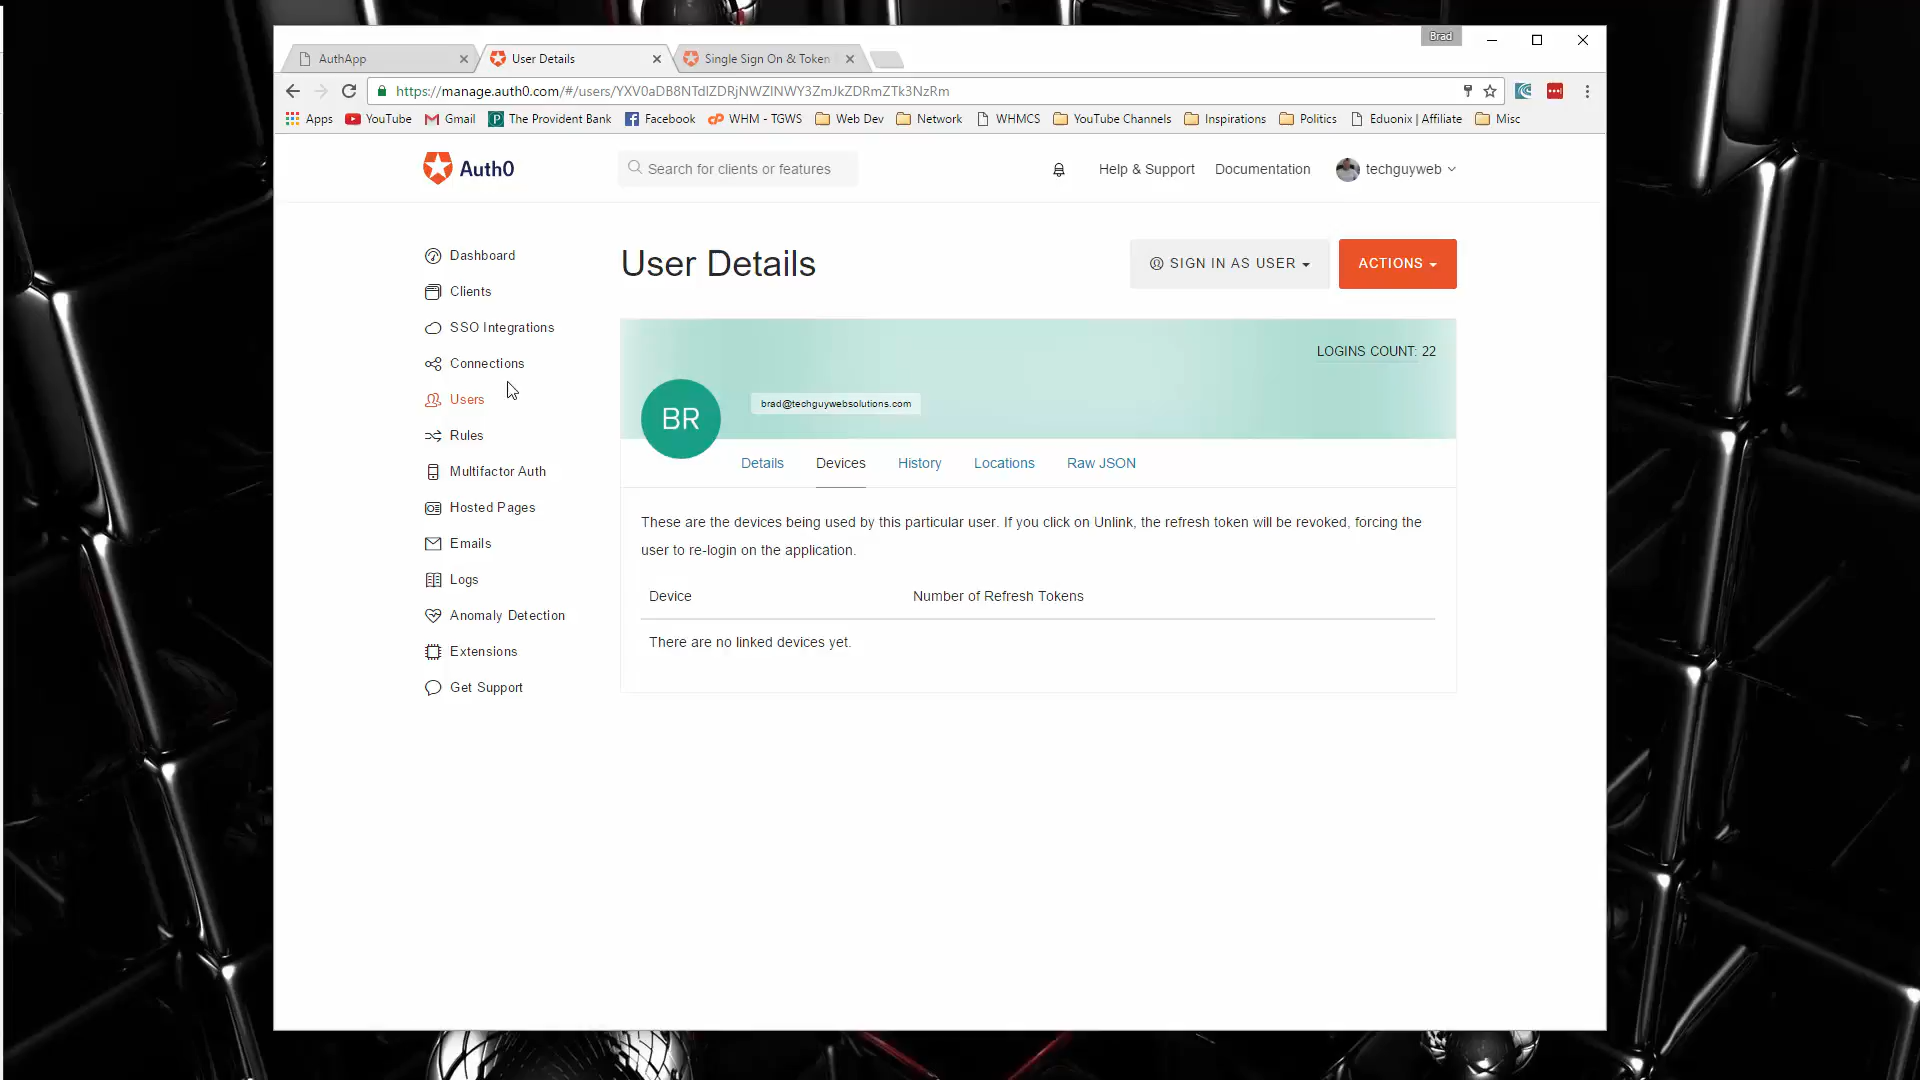 Brad
AuthApp
User Details
Single Sign On & Token
https://manage.auth0.com/#/users/YXV0aDB8NTdlZDRjNWZlNWY3ZmJkZDRmZTk3NzRm
Apps
YouTube
Gmail
The Provident Bank
Facebook
WHM - TGWS
Web Dev
Network
WHMCS
YouTube Channels
Inspirations
Politics
Eduonix | Affiliate
Misc
Auth0
Search for clients or features
Help & Support
Documentation
techguyweb
Dashboard
Clients
SSO Integrations
Connections
Users
Rules
Multifactor Auth
Hosted Pages
Emails
Logs
Anomaly Detection
Extensions
Get Support
User Details
SIGN IN AS USER
ACTIONS
LOGINS COUNT: 22
BR
brad@techguywebsolutions.com
Details
Devices
History
Locations
Raw JSON
These are the devices being used by this particular user. If you click on Unlink, the refresh token will be revoked, forcing the
user to re-login on the application.
Device
Number of Refresh Tokens
There are no linked devices yet.